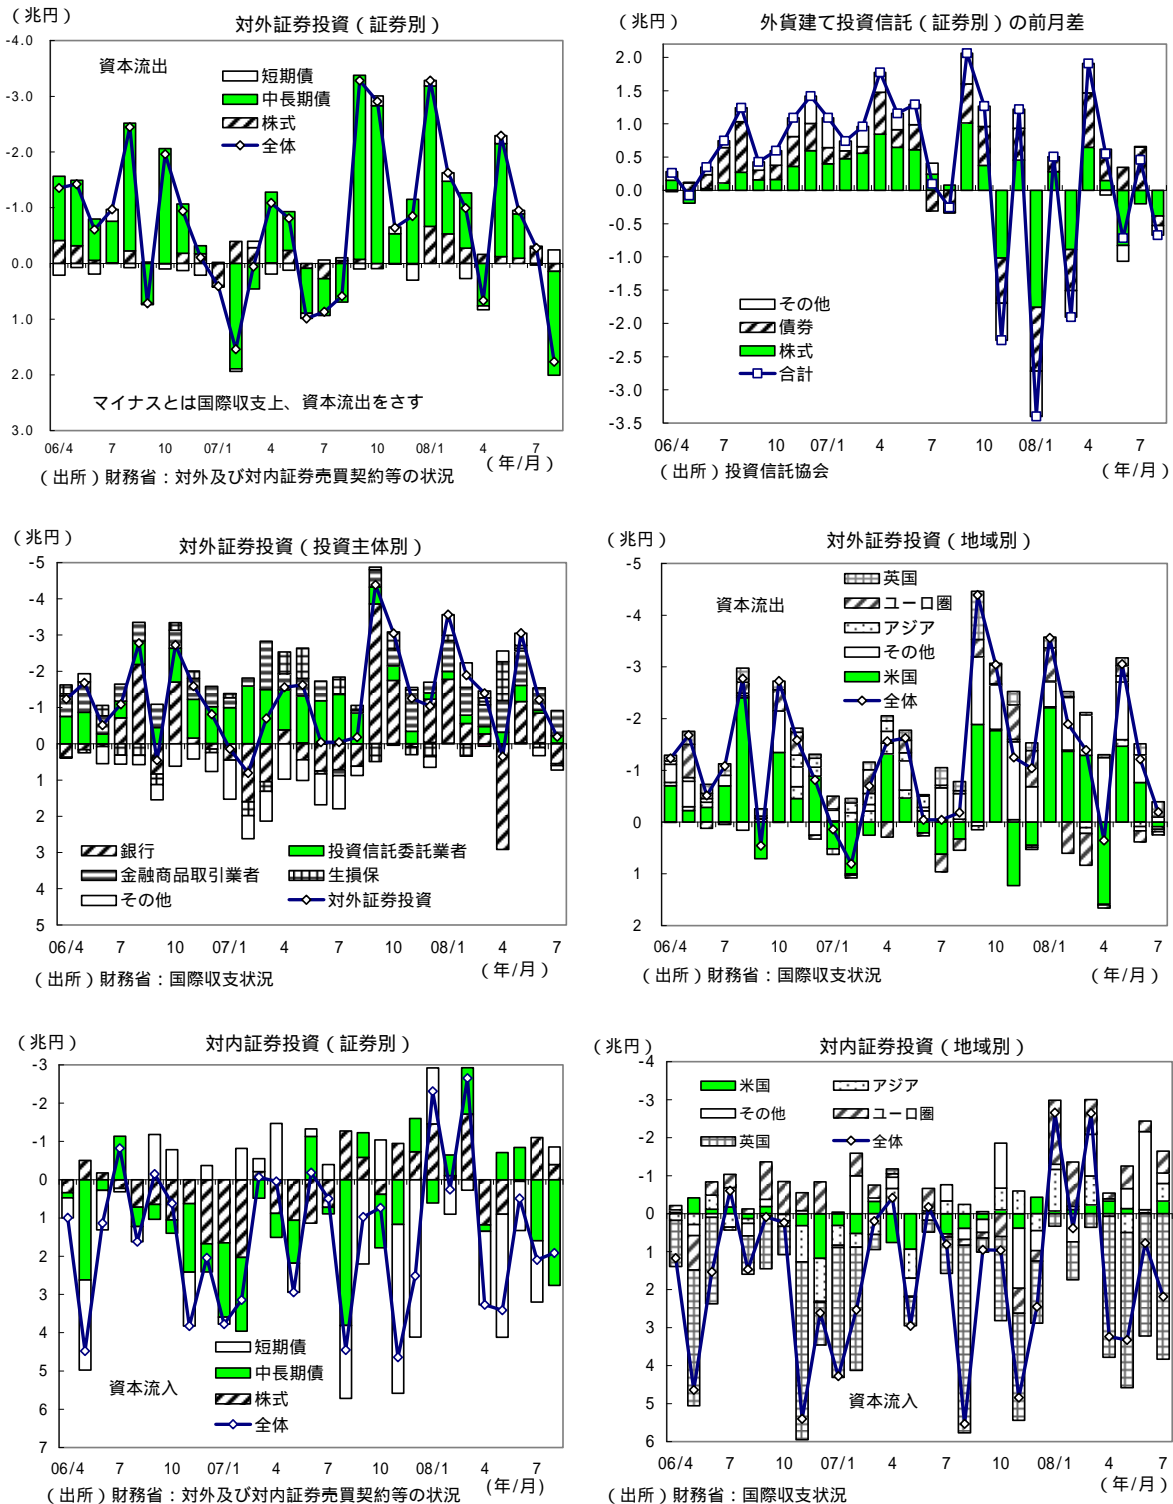 （兆円）
対外証券投資（証券別）
-4.0
-3.0
-2.0
-1.0
0.0
1.0
2.0
3.0
資本流出
短期債
中長期債
株式
全体
マイナスとは国際収支上、資本流出をさす
06/4 7 10 07/1 4 7 10 08/1 4 7
（年/月）
（出所）財務省：対外及び対内証券売買契約等の状況
（兆円）
外貨建て投資信託（証券別）の前月差
2.0
1.5
1.0
0.5
0.0
-0.5
-1.0
-1.5
-2.0
-2.5
-3.0
-3.5
その他
債券
株式
合計
06/4 7 10 07/1 4 7 10 08/1 4 7
（出所）投資信託協会
（年/月）
（兆円）
対外証券投資（投資主体別）
-5
-4
-3
-2
-1
0
1
2
3
4
5
銀行
投資信託委託業者
金融商品取引業者
生損保
その他
対外証券投資
06/4 7 10 07/1 4 7 10 08/1 4 7
（年/月）
（出所）財務省：国際収支状況
（兆円）
対外証券投資（地域別）
-5
-4
-3
-2
-1
0
1
2
資本流出
英国
ユーロ圏
アジア
その他
米国
全体
06/4 7 10 07/1 4 7 10 08/1 4 7
（出所）財務省：国際収支状況
（年/月）
（兆円）
対内証券投資（証券別）
-3
-2
-1
0
1
2
3
4
5
6
7
短期債
中長期債
株式
全体
資本流入
06/4 7 10 07/1 4 7 10 08/1 4 7
(年/月)
（出所）財務省：対外及び対内証券売買契約等の状況
（兆円）
対内証券投資（地域別）
-4
-3
-2
-1
0
1
2
3
4
5
6
米国
アジア
その他
ユーロ圏
英国
全体
資本流入
06/4 7 10 07/1 4 7 10 08/1 4 7
（年/月）
（出所）財務省：国際収支状況